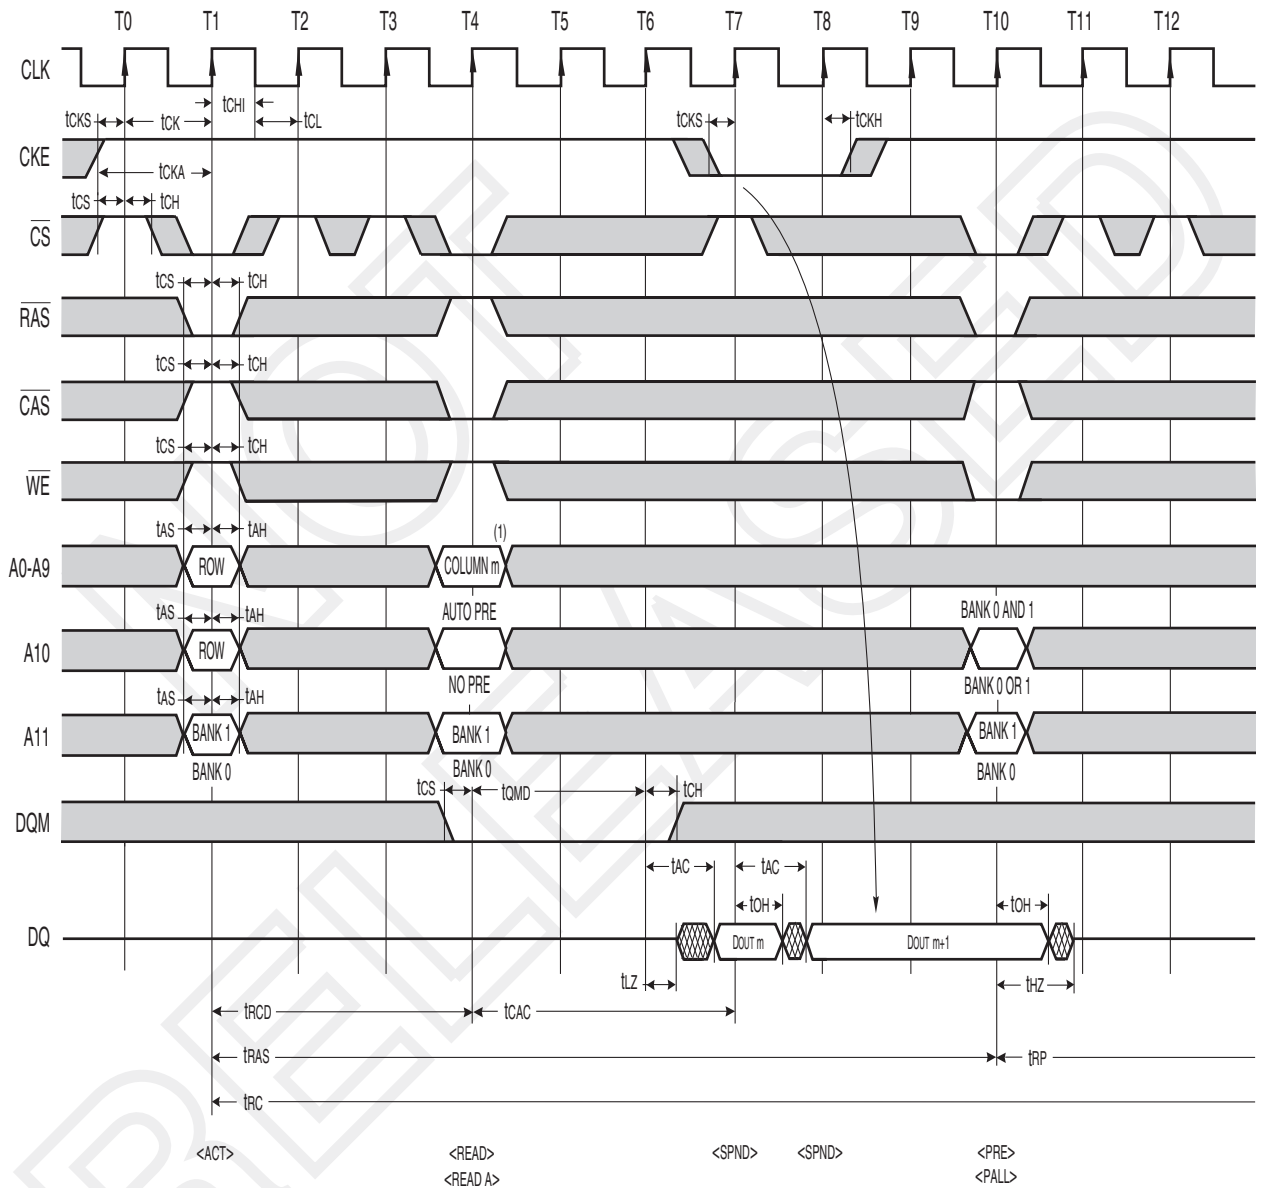 T0 T1 T2 T3 T4 T5 T6 T7 T8 T9 T10 T11 T12
CLK
tCHI
tCKS tCK tCL tCKS tCKH
CKE
tCKA
tCS tCH
CS
tCS tCH
RAS
tCS tCH
CAS
tCS tCH
WE
tAS tAH (1)
A0-A9 ROW COLUMN m
tAS tAH AUTO PRE BANK 0 AND 1
A10 ROW
NO PRE BANK 0 OR 1
tAS tAH
A11 BANK 1 BANK 1 BANK 1
BANK 0 BANK 0 BANK 0
tCS tQMD tCH
DQM
tAC tAC
tOH tOH
DQ DOUT m DOUT m+1
tLZ tHZ
tRCD tCAC
tRAS tRP
tRC
<ACT> <READ> <SPND> <SPND> <PRE>
<READ A> <PALL>
NOT
RELEASED